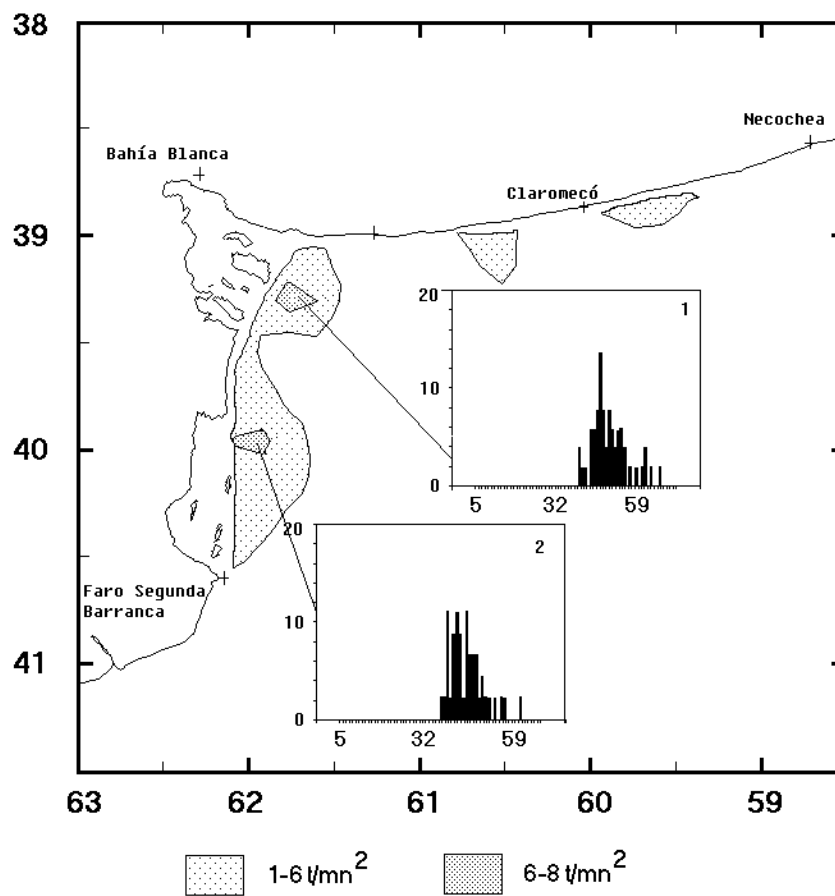 38
Necochea
Bahía Blanca
Claromecó
39
20
1
10
40
0
5 32 59
20
2
Faro Segunda
Barranca
10
41
0
5 32 59
63 62 61 60 59
1-6 t/mn²
6-8 t/mn²